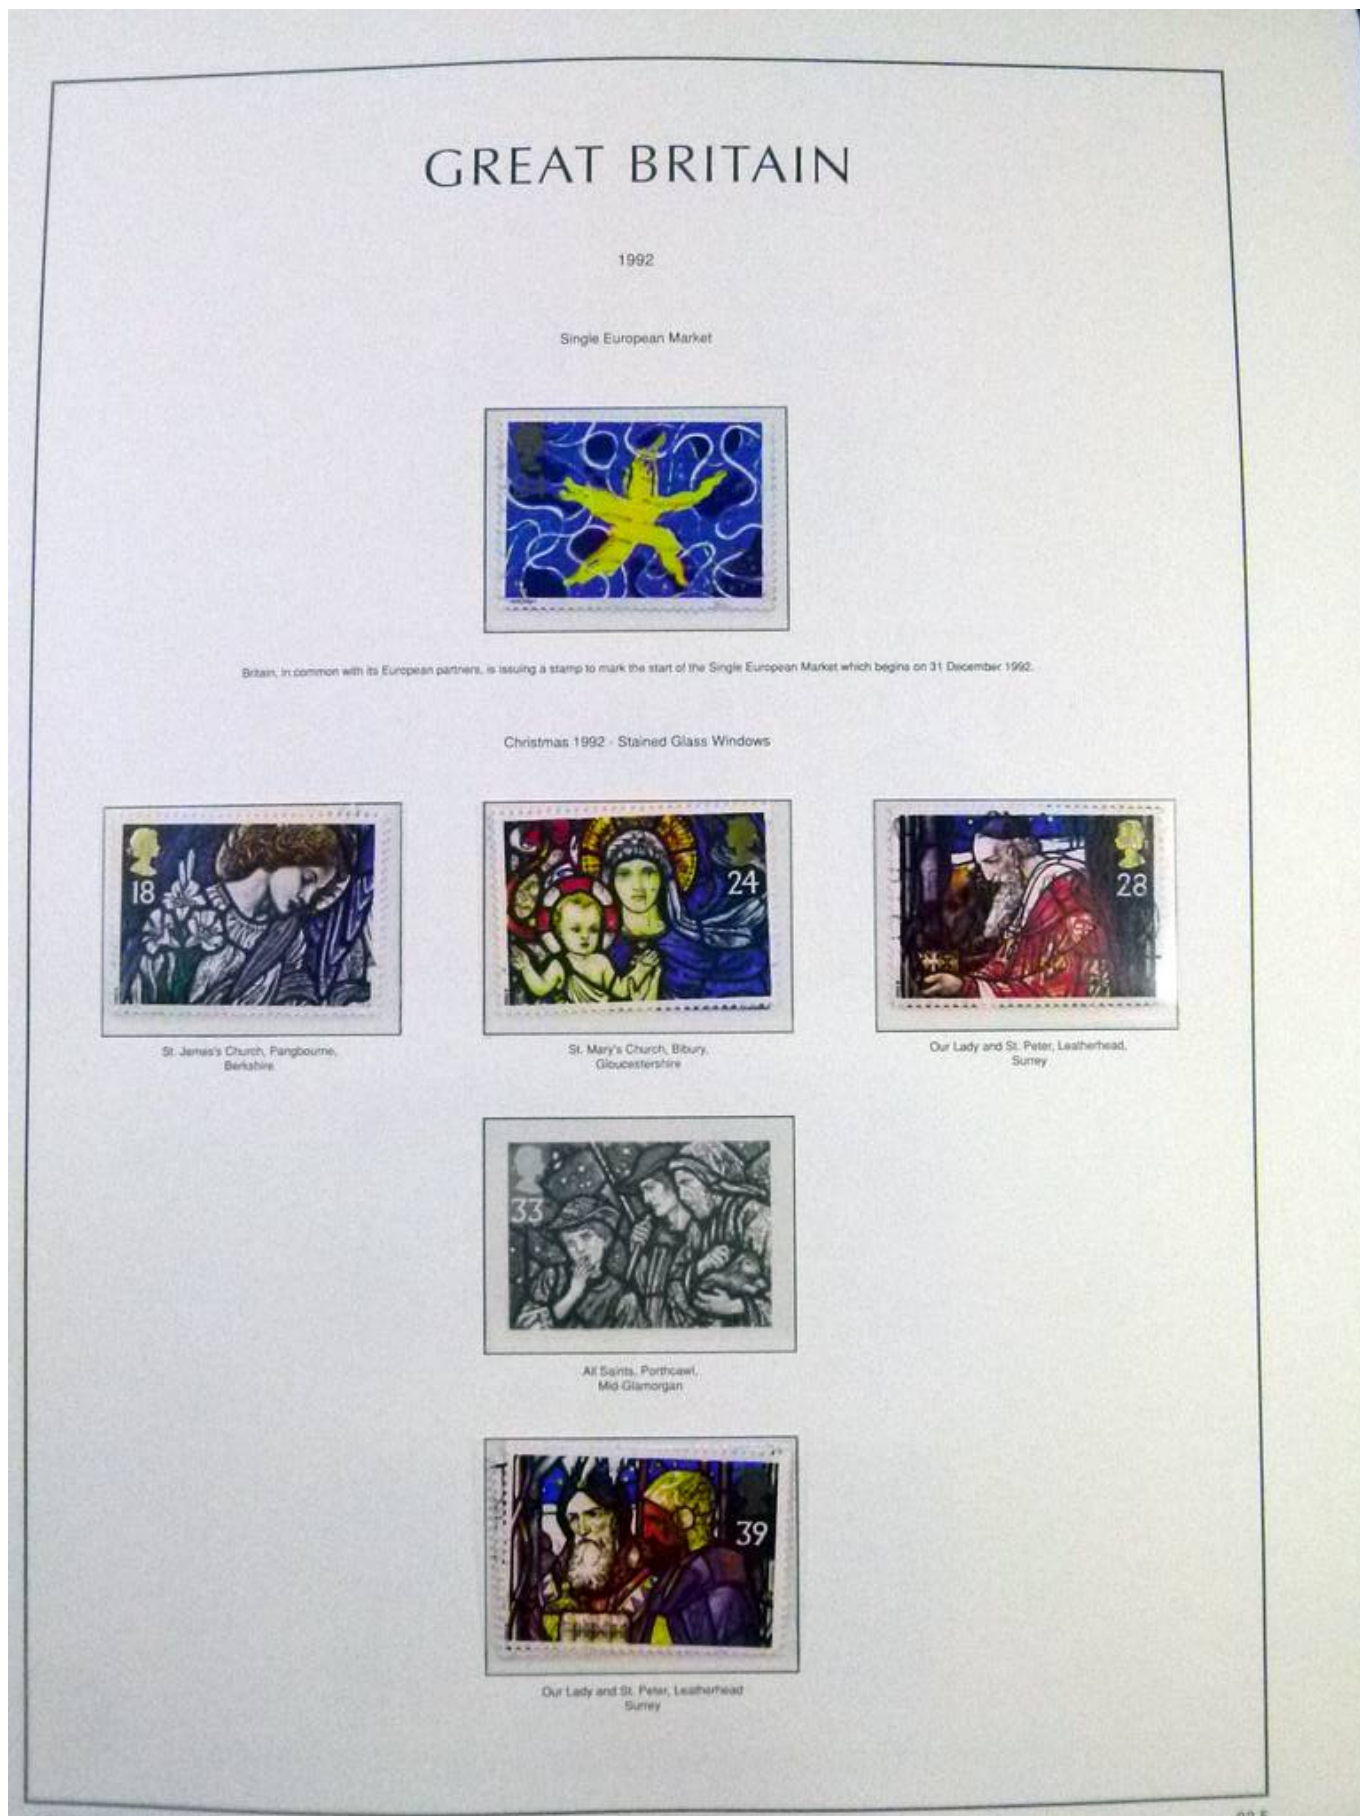 GREAT BRITAIN
1992
Single European Market
Britain, in common with its European partners, is issuing a stamp to mark the start of the Single European Market which begins on 31 December 1992.
Christmas 1992 - Stained Glass Windows
18
24
28
St. James's Church, Pangbourne,
Berkshire
St. Mary's Church, Bibury,
Gloucestershire
Our Lady and St. Peter, Leatherhead,
Surrey
33
All Saints, Porthcawl,
Mid-Glamorgan
39
Our Lady and St. Peter, Leatherhead
Surrey